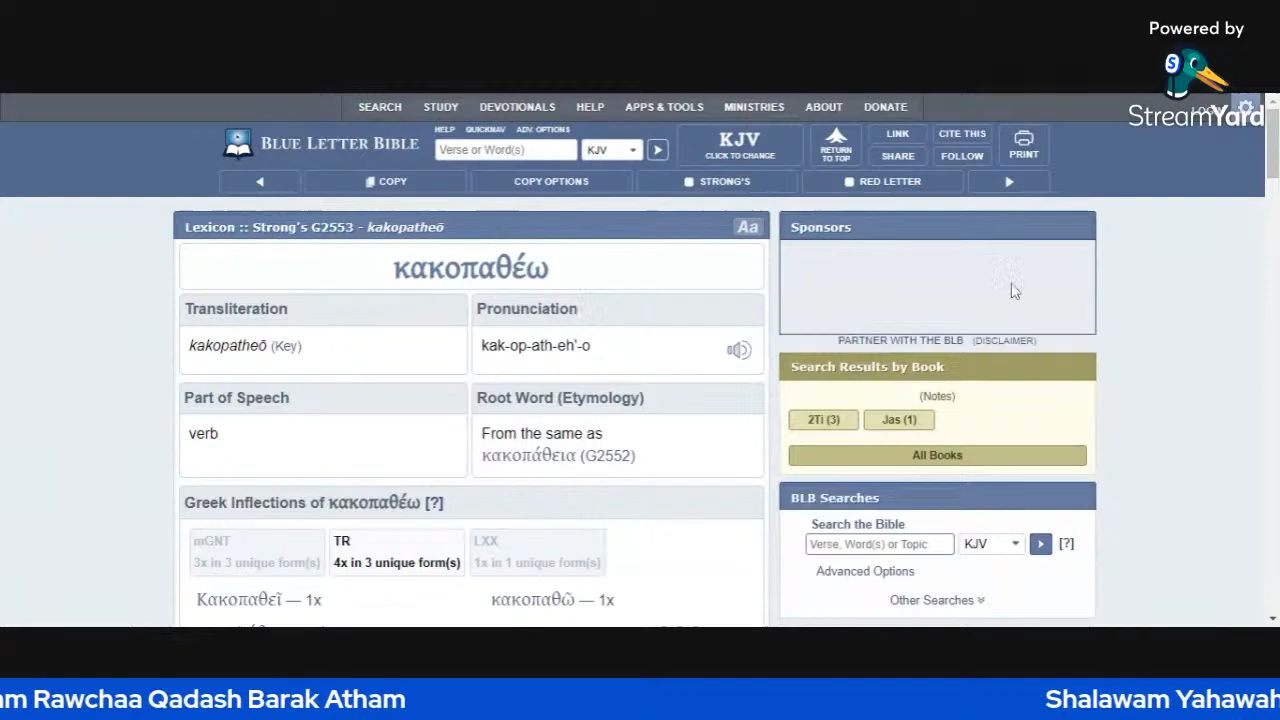 Powered by
StreamYard
SEARCH STUDY DEVOTIONALS HELP APPS & TOOLS MINISTRIES ABOUT DONATE
BLUE LETTER BIBLE
HELP QUICKNAV ADV. OPTIONS
Verse or Word(s) KJV
KJV
CLICK TO CHANGE
RETURN
TO TOP
LINK CITE THIS
SHARE FOLLOW
PRINT
COPY COPY OPTIONS STRONG'S RED LETTER
Lexicon :: Strong's G2553 - kakopatheō Aa
κακοπαθέω
Transliteration
kakopatheō (Key)
Pronunciation
kak-op-ath-eh'-o
Part of Speech
verb
Root Word (Etymology)
From the same as
κακοπάθεια (G2552)
Greek Inflections of κακοπαθέω [?]
mGNT
3x in 3 unique form(s)
TR
4x in 3 unique form(s)
LXX
1x in 1 unique form(s)
Κακοπαθεῖ — 1x κακοπαθῶ — 1x
Sponsors
PARTNER WITH THE BLB (DISCLAIMER)
Search Results by Book
(Notes)
2Ti (3) Jas (1)
All Books
BLB Searches
Search the Bible
Verse, Word(s) or Topic KJV [?]
Advanced Options
Other Searches
am Rawchaa Qadash Barak Atham Shalawam Yahawah